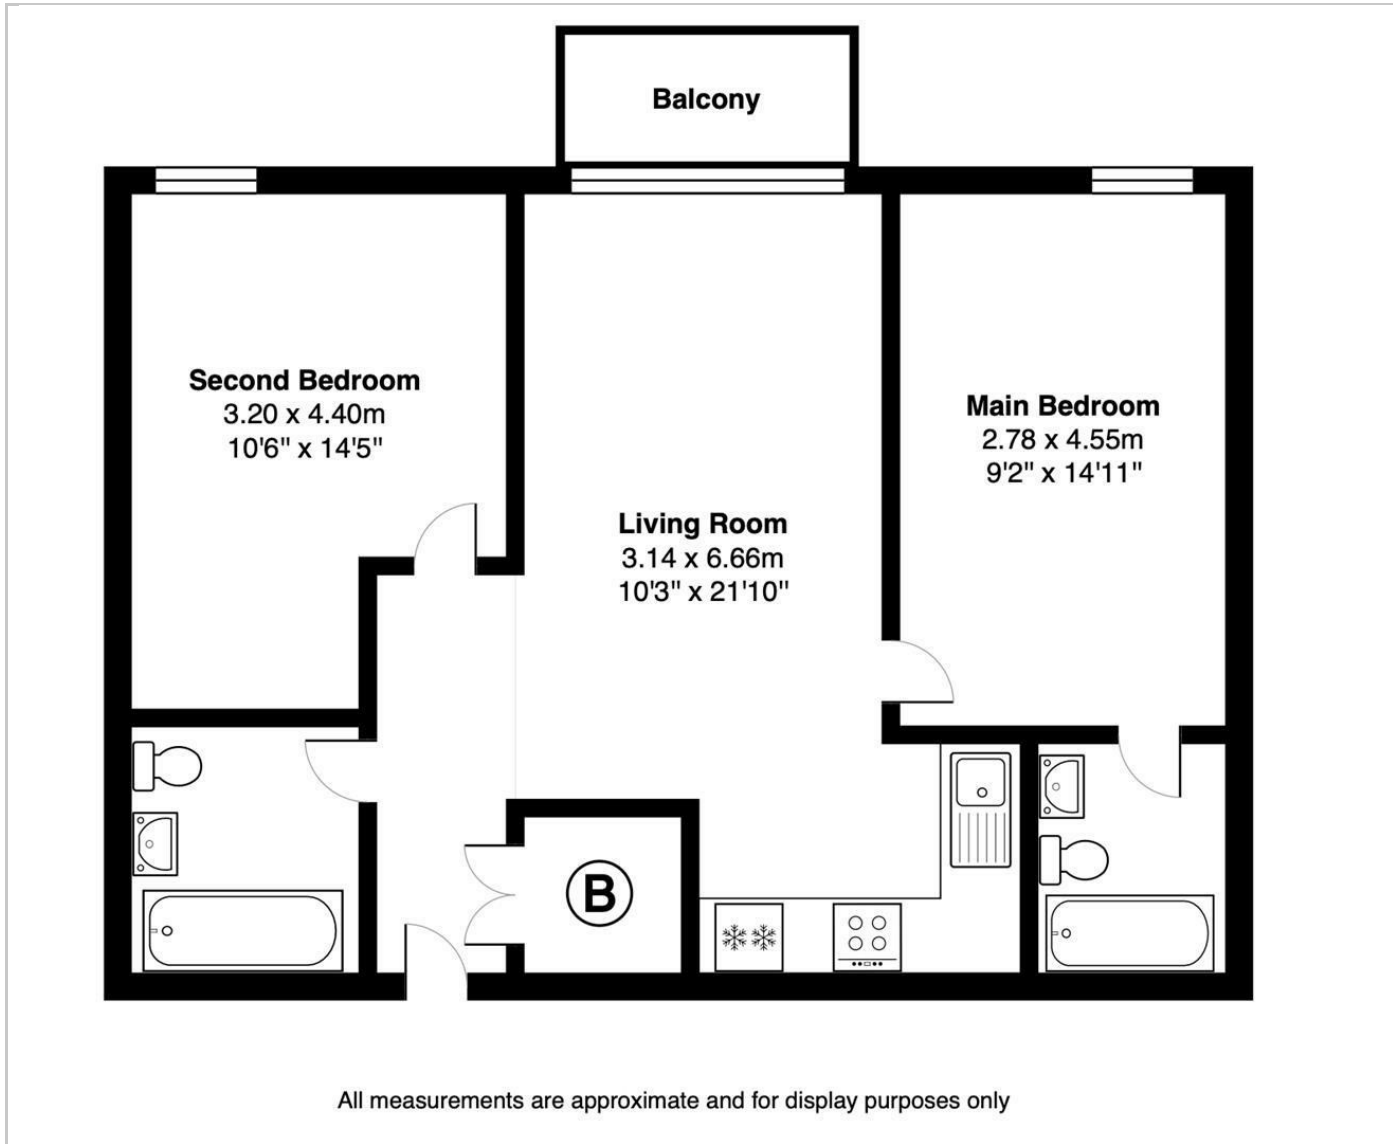 Balcony
Second Bedroom
3.20 x 4.40m
10'6" x 14'5"
Main Bedroom
2.78 x 4.55m
9'2" x 14'11"
Living Room
3.14 x 6.66m
10'3" x 21'10"
B
All measurements are approximate and for display purposes only